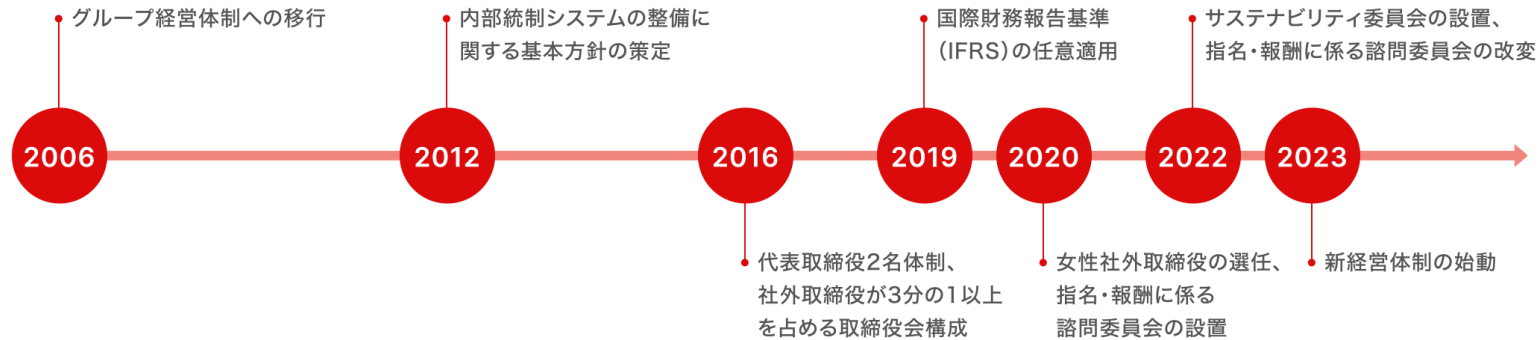 グループ経営体制への移行
内部統制システムの整備に
関する基本方針の策定
国際財務報告基準
（IFRS）の任意適用
サステナビリティ委員会の設置、
指名・報酬に係る諮問委員会の改変
2006
2012
2016
2019
2020
2022
2023
代表取締役2名体制、
社外取締役が3分の1以上
を占める取締役会構成
女性社外取締役の選任、
指名・報酬に係る
諮問委員会の設置
新経営体制の始動